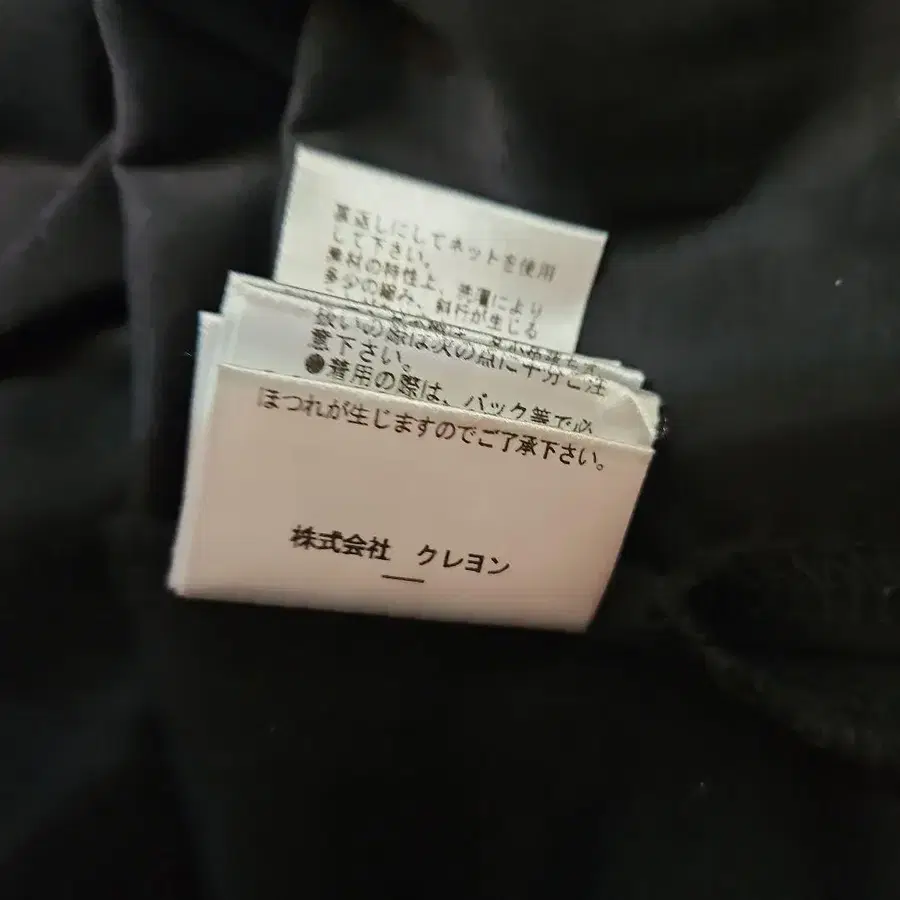 裏返しにしてネットを使用
して下さい。
素材の特性上、洗濯により
多少の縮み、斜行が生じる
扱いの際は次の点に十分ご注
意下さい。
●着用の際は、バック等で必
ほつれが生じますのでご了承下さい。
株式会社 クレヨン